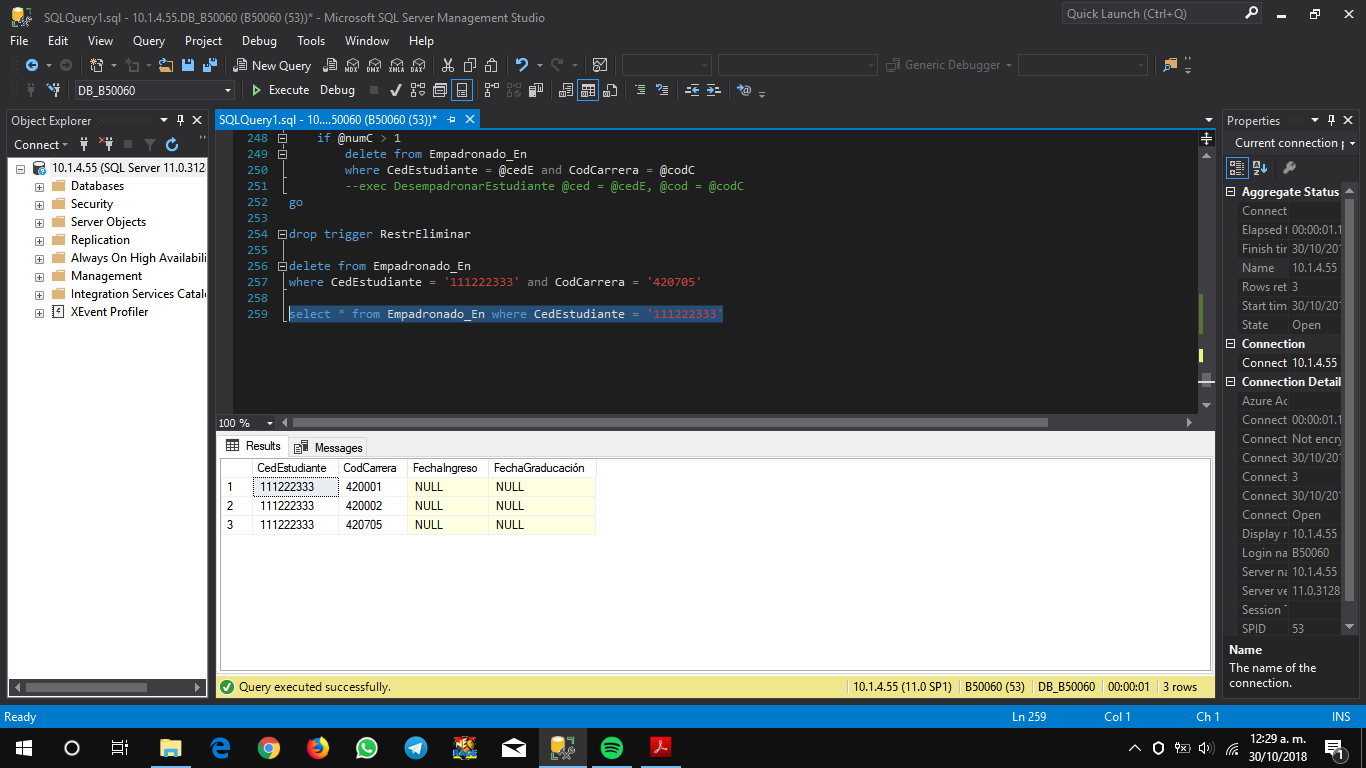 SQLQuery1.sql - 10.1.4.55.DB_B50060 (B50060 (53))* - Microsoft SQL Server Management Studio
Quick Launch (Ctrl+Q)
File Edit View Query Project Debug Tools Window Help
New Query
MDX DMX XMLA DAX
Generic Debugger
DB_B50060
Execute Debug
Object Explorer
Connect
10.1.4.55 (SQL Server 11.0.3128
Databases
Security
Server Objects
Replication
Always On High Availabili
Management
Integration Services Catal
XEvent Profiler
SQLQuery1.sql - 10....50060 (B50060 (53))*
248 if @numC > 1
249 delete from Empadronado_En
250 where CedEstudiante = @cedE and CodCarrera = @codC
251 --exec DesempadronarEstudiante @ced = @cedE, @cod = @codC
252 go
253
254 drop trigger RestrEliminar
255
256 delete from Empadronado_En
257 where CedEstudiante = '111222333' and CodCarrera = '420705'
258
259 select * from Empadronado_En where CedEstudiante = '111222333'
100 %
Results Messages
CedEstudiante CodCarrera FechaIngreso FechaGraducación
1 111222333 420001 NULL NULL
2 111222333 420002 NULL NULL
3 111222333 420705 NULL NULL
Query executed successfully.
10.1.4.55 (11.0 SP1) B50060 (53) DB_B50060 00:00:01 3 rows
Properties
Current connection p
Aggregate Status
Connect
Elapsed t 00:00:01.1
Finish tir 30/10/201
Name 10.1.4.55
Rows ret 3
Start tim 30/10/201
State Open
Connection
Connect 10.1.4.55
Connection Detail
Azure Ac
Connect 00:00:01.1
Connect Not encry
Connect 30/10/201
Connect 3
Connect 30/10/201
Connect Open
Display r 10.1.4.55
Login na B50060
Server na 10.1.4.55
Server ve 11.0.3128
Session
SPID 53
Name
The name of the
connection.
Ready
Ln 259 Col 1 Ch 1 INS
12:29 a. m.
30/10/2018
1